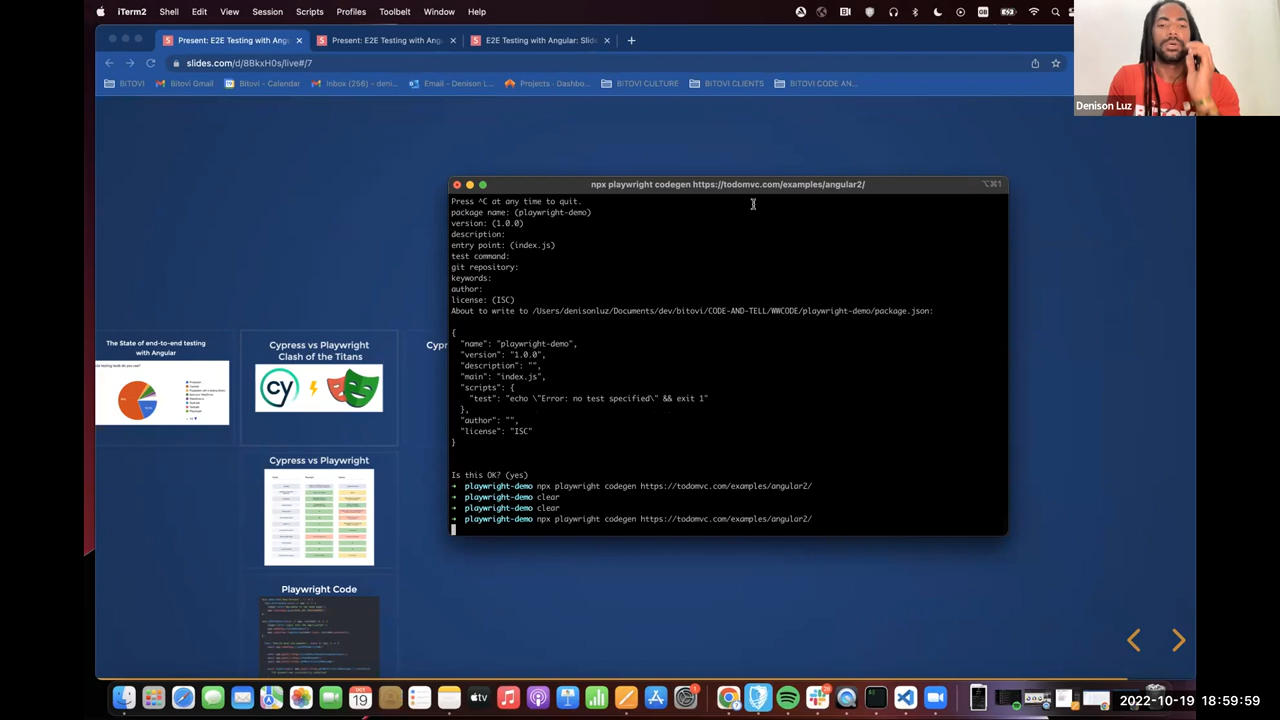 iTerm2 Shell Edit View Session Scripts Profiles Toolbelt Window Help
Present: E2E Testing with Ang
Present: E2E Testing with Ang
E2E Testing with Angular: Slide
slides.com/d/8BkxH0s/live#/7
BITOVI
Bitovi Gmail
Bitovi - Calendar
Inbox (256) - deni...
Email - Denison L...
Projects - Dashbo...
BITOVI CULTURE
BITOVI CLIENTS
BITOVI CODE AN...
Denison Luz
npx playwright codegen https://todomvc.com/examples/angular2/
⌥⌘1
Press ^C at any time to quit.
package name: (playwright-demo)
version: (1.0.0)
description:
entry point: (index.js)
test command:
git repository:
keywords:
author:
license: (ISC)
About to write to /Users/denisonluz/Documents/dev/bitovi/CODE-AND-TELL/WWCODE/playwright-demo/package.json:
{
"name": "playwright-demo",
"version": "1.0.0",
"description": "",
"main": "index.js",
"scripts": {
"test": "echo \"Error: no test specified\" && exit 1"
},
"author": "",
"license": "ISC"
}
Is this OK? (yes)
playwright-demo npx playwright codegen https://todomvc.com/examples/angular2/
playwright-demo clear
playwright-demo clear
playwright-demo npx playwright codegen https://todomvc.com/examples/angular2/
The State of end-to-end testing
with Angular
Cypress vs Playwright
Clash of the Titans
cy
Cypr
Cypress vs Playwright
Playwright Code
OCT
19
tv
2022-10-19 18:59:59